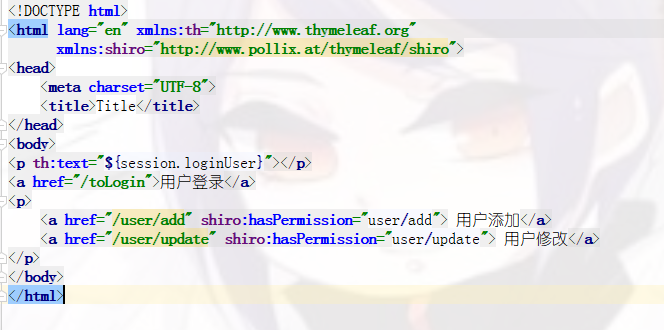 <!DOCTYPE html>
<html lang="en" xmlns:th="http://www.thymeleaf.org"
xmlns:shiro="http://www.pollix.at/thymeleaf/shiro">
<head>
<meta charset="UTF-8">
<title>Title</title>
</head>
<body>
<p th:text="${session.loginUser}"></p>
<a href="/toLogin">用户登录</a>
<p>
<a href="/user/add" shiro:hasPermission="user/add"> 用户添加</a>
<a href="/user/update" shiro:hasPermission="user/update"> 用户修改</a>
</p>
</body>
</html>